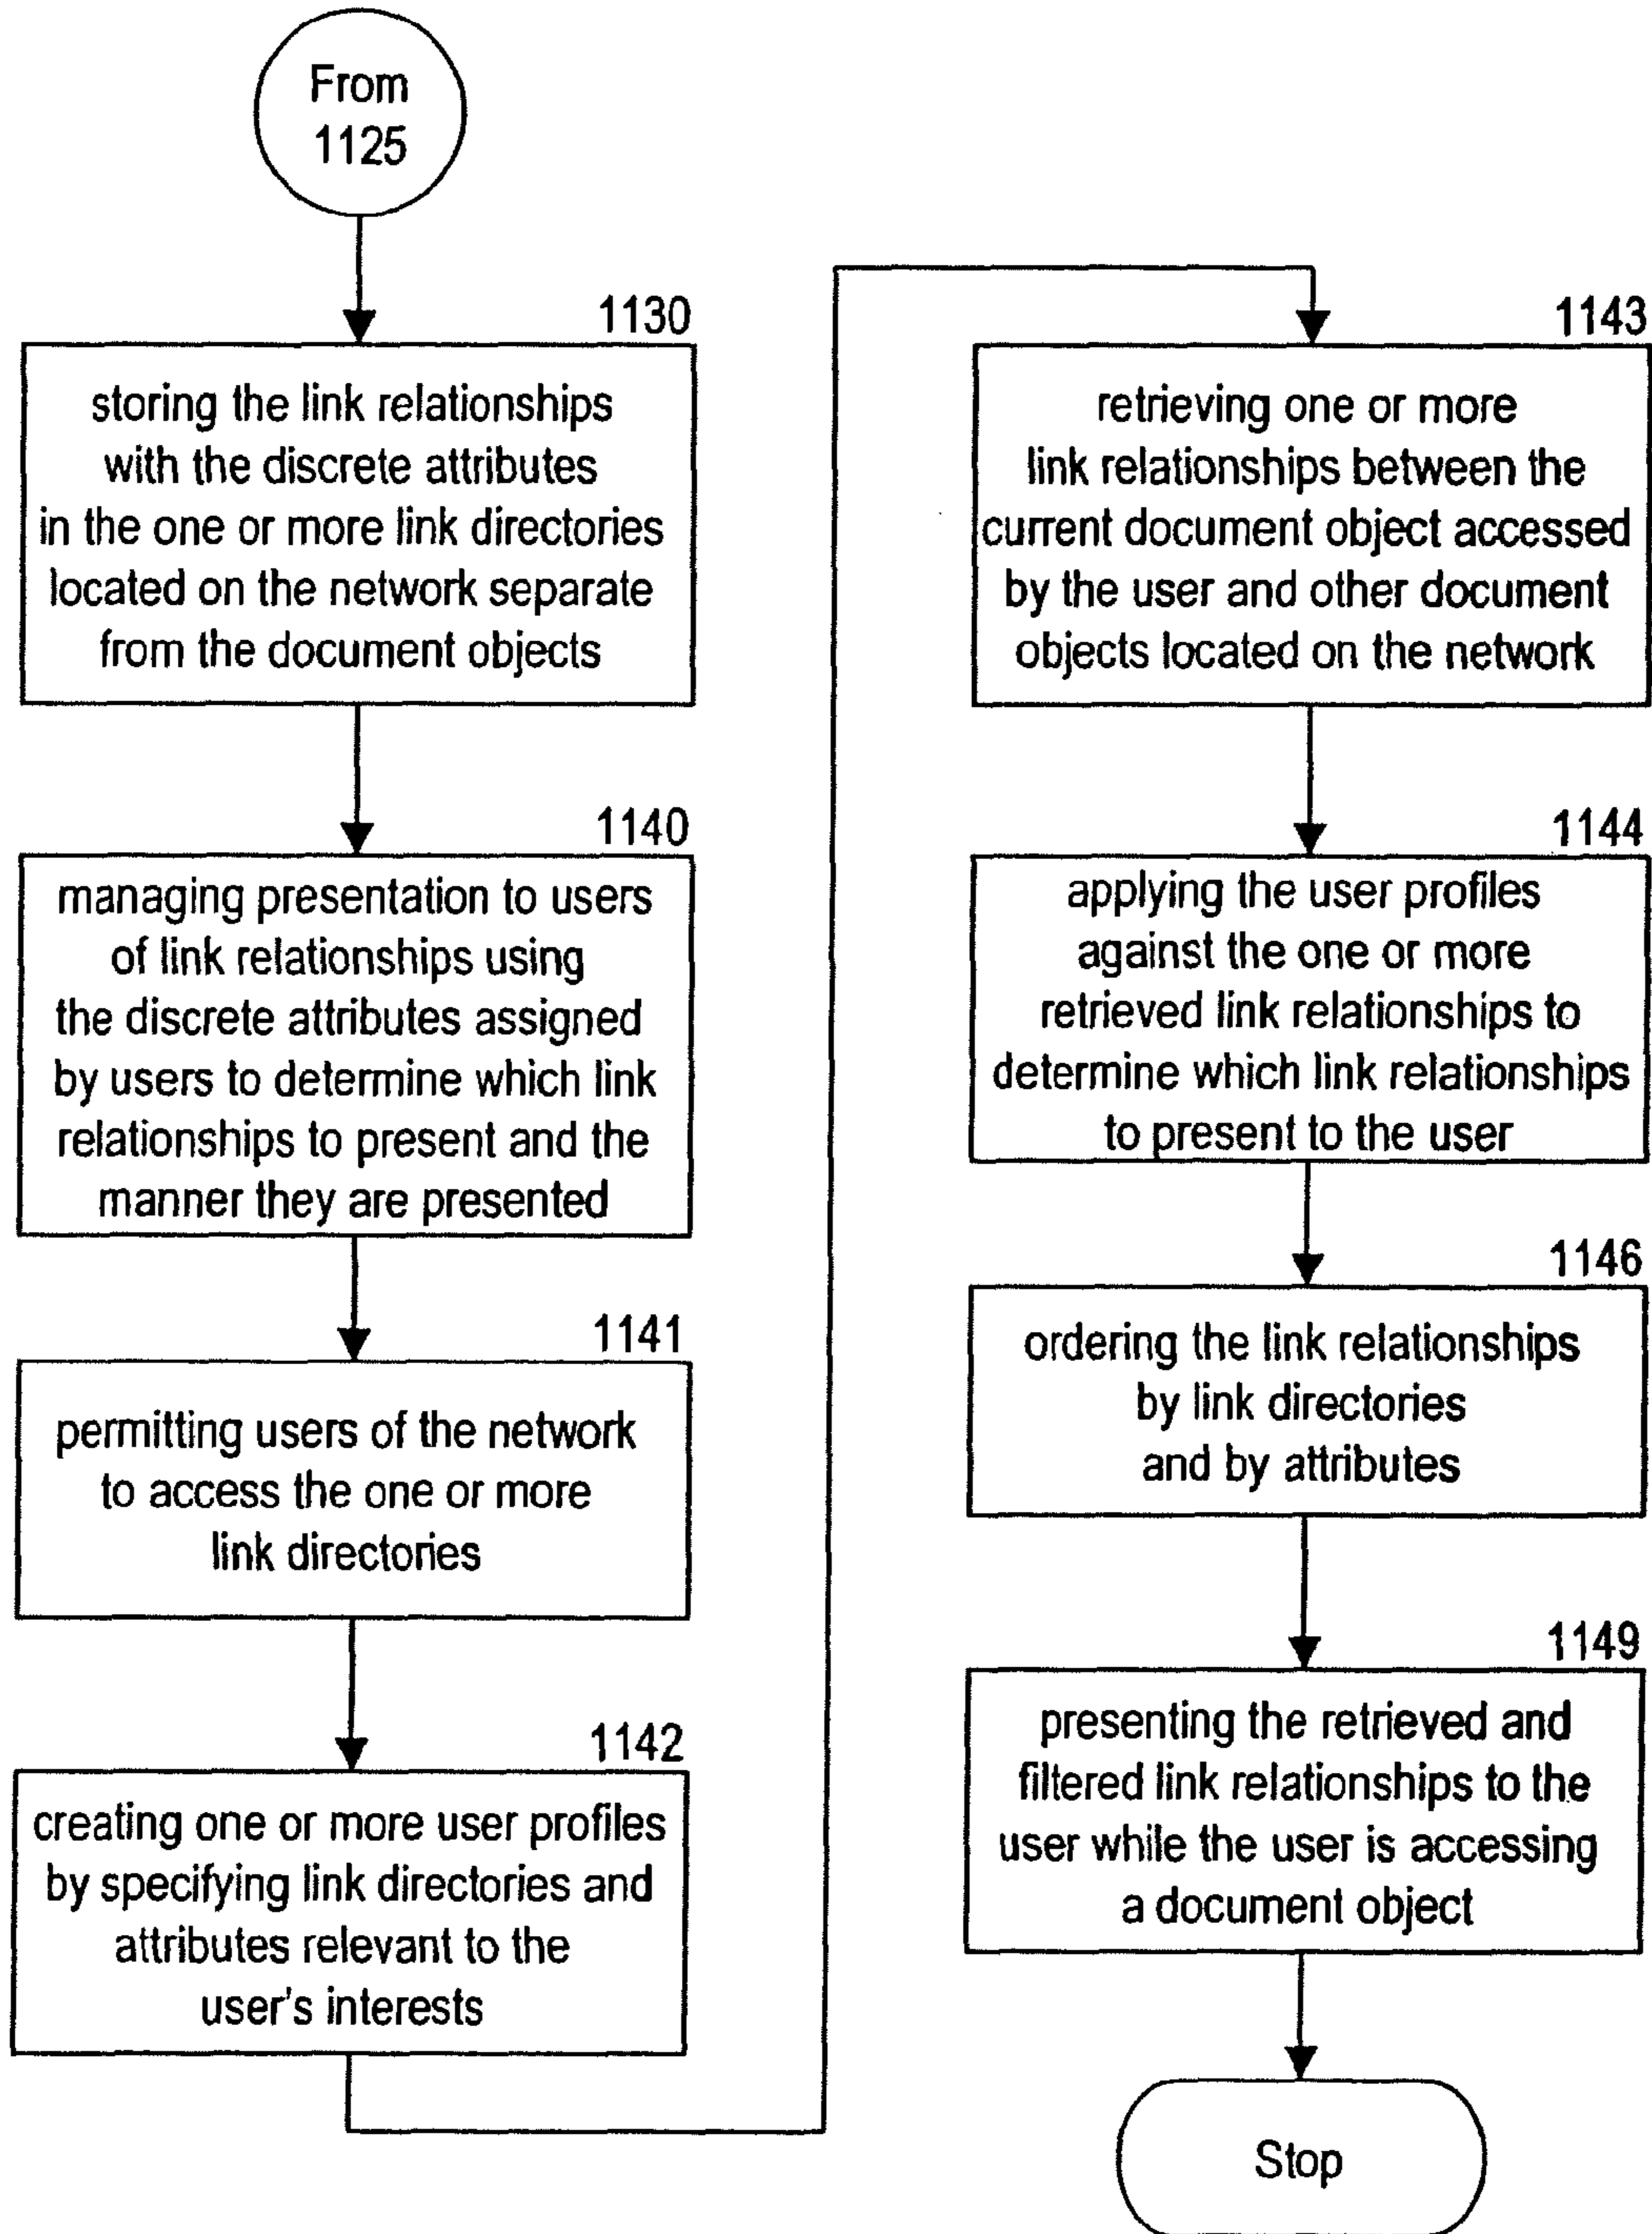 From
1125
1130
storing the link relationships
with the discrete attributes
in the one or more link directories
located on the network separate
from the document objects
1140
managing presentation to users
of link relationships using
the discrete attributes assigned
by users to determine which link
relationships to present and the
manner they are presented
1141
permitting users of the network
to access the one or more
link directories
1142
creating one or more user profiles
by specifying link directories and
attributes relevant to the
user's interests
1143
retrieving one or more
link relationships between the
current document object accessed
by the user and other document
objects located on the network
1144
applying the user profiles
against the one or more
retrieved link relationships to
determine which link relationships
to present to the user
1146
ordering the link relationships
by link directories
and by attributes
1149
presenting the retrieved and
filtered link relationships to the
user while the user is accessing
a document object
Stop